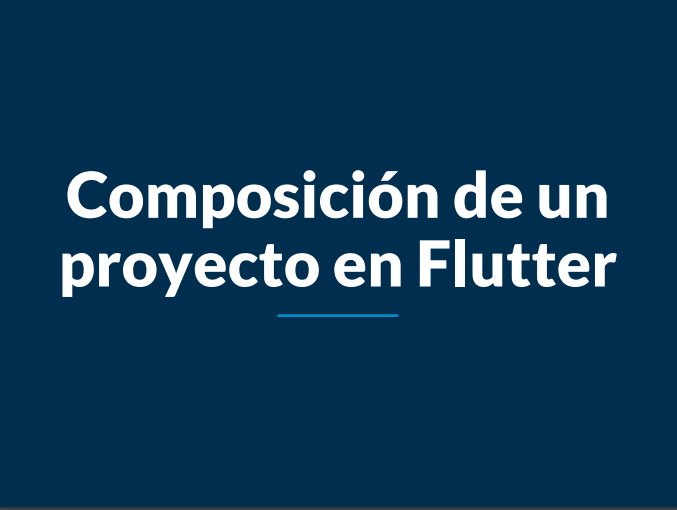 Composición de un
proyecto en Flutter